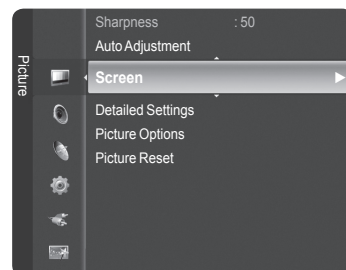 Picture
Sharpness : 50
Auto Adjustment
Screen
Detailed Settings
Picture Options
Picture Reset